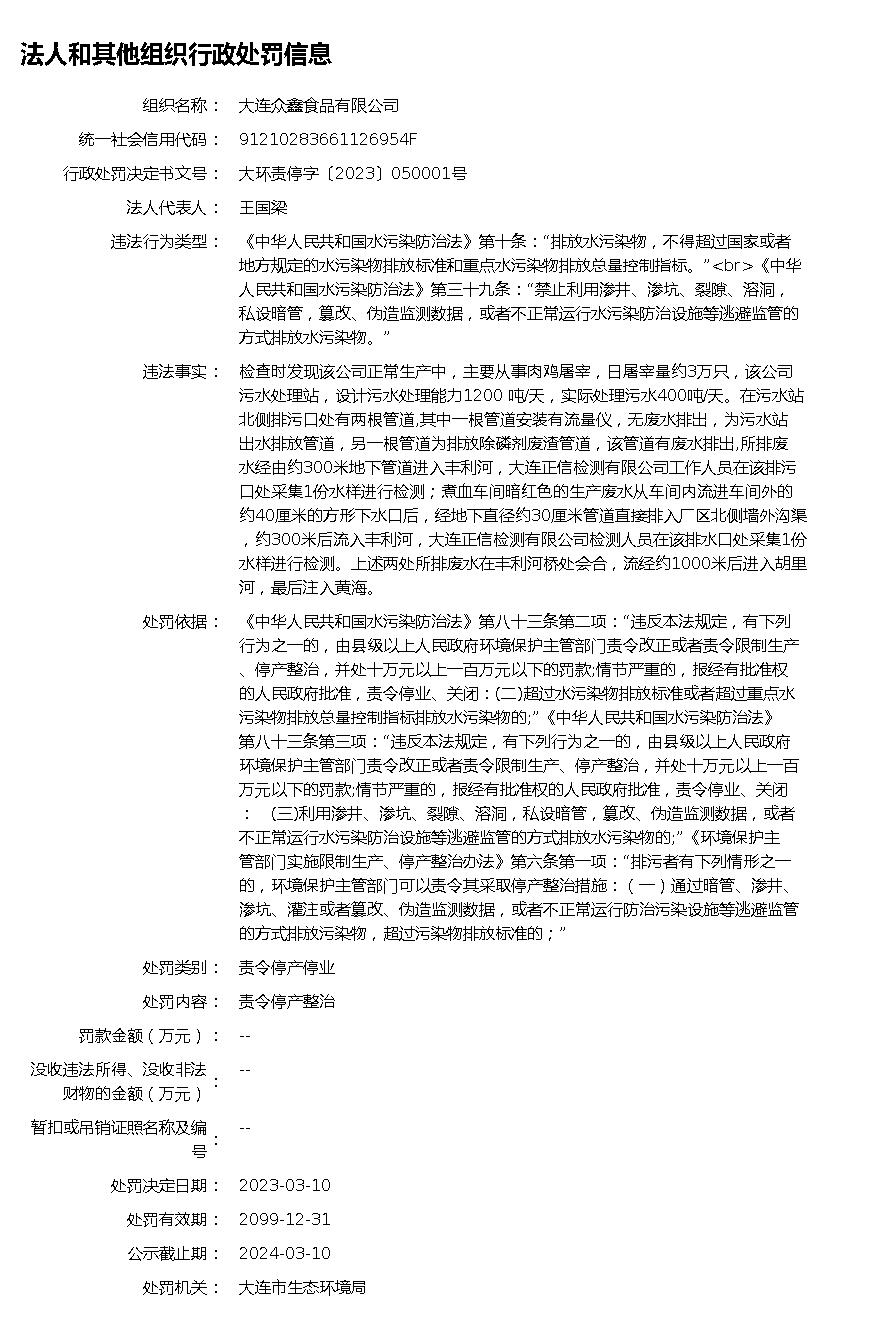 法人和其他组织行政处罚信息
组织名称： 大连众鑫食品有限公司
统一社会信用代码： 91210283661126954F
行政处罚决定书文号： 大环责停字〔2023〕050001号
法人代表人： 王国梁
违法行为类型： 《中华人民共和国水污染防治法》第十条：“排放水污染物，不得超过国家或者
地方规定的水污染物排放标准和重点水污染物排放总量控制指标。”<br>《中华
人民共和国水污染防治法》第三十九条：“禁止利用渗井、渗坑、裂隙、溶洞，
私设暗管，篡改、伪造监测数据，或者不正常运行水污染防治设施等逃避监管的
方式排放水污染物。”
违法事实： 检查时发现该公司正常生产中，主要从事肉鸡屠宰，日屠宰量约3万只，该公司
污水处理站，设计污水处理能力1200 吨/天，实际处理污水400吨/天。在污水站
北侧排污口处有两根管道,其中一根管道安装有流量仪，无废水排出，为污水站
出水排放管道，另一根管道为排放除磷剂废渣管道，该管道有废水排出,所排废
水经由约300米地下管道进入丰利河，大连正信检测有限公司工作人员在该排污
口处采集1份水样进行检测；煮血车间暗红色的生产废水从车间内流进车间外的
约40厘米的方形下水口后，经地下直径约30厘米管道直接排入厂区北侧墙外沟渠
，约300米后流入丰利河，大连正信检测有限公司检测人员在该排水口处采集1份
水样进行检测。上述两处所排废水在丰利河桥处会合，流经约1000米后进入胡里
河，最后注入黄海。
处罚依据： 《中华人民共和国水污染防治法》第八十三条第二项：“违反本法规定，有下列
行为之一的，由县级以上人民政府环境保护主管部门责令改正或者责令限制生产
、停产整治，并处十万元以上一百万元以下的罚款;情节严重的，报经有批准权
的人民政府批准，责令停业、关闭：(二)超过水污染物排放标准或者超过重点水
污染物排放总量控制指标排放水污染物的;”《中华人民共和国水污染防治法》
第八十三条第三项：“违反本法规定，有下列行为之一的，由县级以上人民政府
环境保护主管部门责令改正或者责令限制生产、停产整治，并处十万元以上一百
万元以下的罚款;情节严重的，报经有批准权的人民政府批准，责令停业、关闭
： (三)利用渗井、渗坑、裂隙、溶洞，私设暗管，篡改、伪造监测数据，或者
不正常运行水污染防治设施等逃避监管的方式排放水污染物的;”《环境保护主
管部门实施限制生产、停产整治办法》第六条第一项：“排污者有下列情形之一
的，环境保护主管部门可以责令其采取停产整治措施：（一）通过暗管、渗井、
渗坑、灌注或者篡改、伪造监测数据，或者不正常运行防治污染设施等逃避监管
的方式排放污染物，超过污染物排放标准的；”
处罚类别： 责令停产停业
处罚内容： 责令停产整治
罚款金额（万元）： --
没收违法所得、没收非法
财物的金额（万元）： --
暂扣或吊销证照名称及编
号： --
处罚决定日期： 2023-03-10
处罚有效期： 2099-12-31
公示截止期： 2024-03-10
处罚机关： 大连市生态环境局